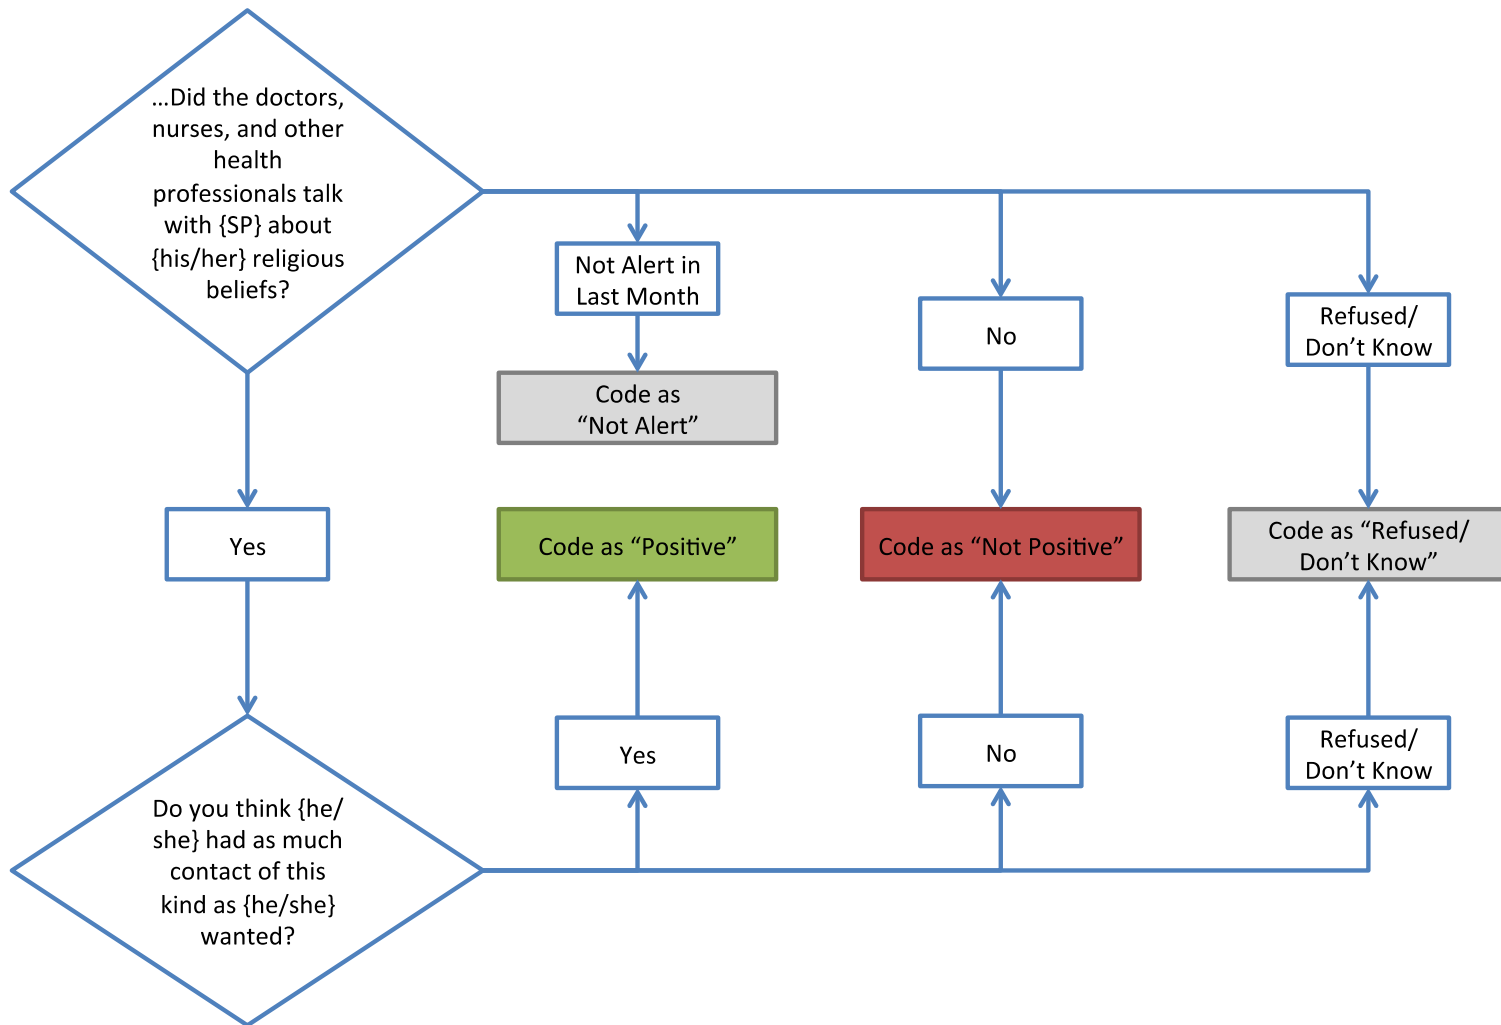 ...Did the doctors,
nurses, and other
health
professionals talk
with {SP} about
{his/her} religious
beliefs?
Not Alert in
Last Month
No
Refused/
Don’t Know
Code as
“Not Alert”
Yes
Code as “Positive”
Code as “Not Positive”
Code as “Refused/
Don’t Know”
Yes
No
Refused/
Don’t Know
Do you think {he/
she} had as much
contact of this
kind as {he/she}
wanted?